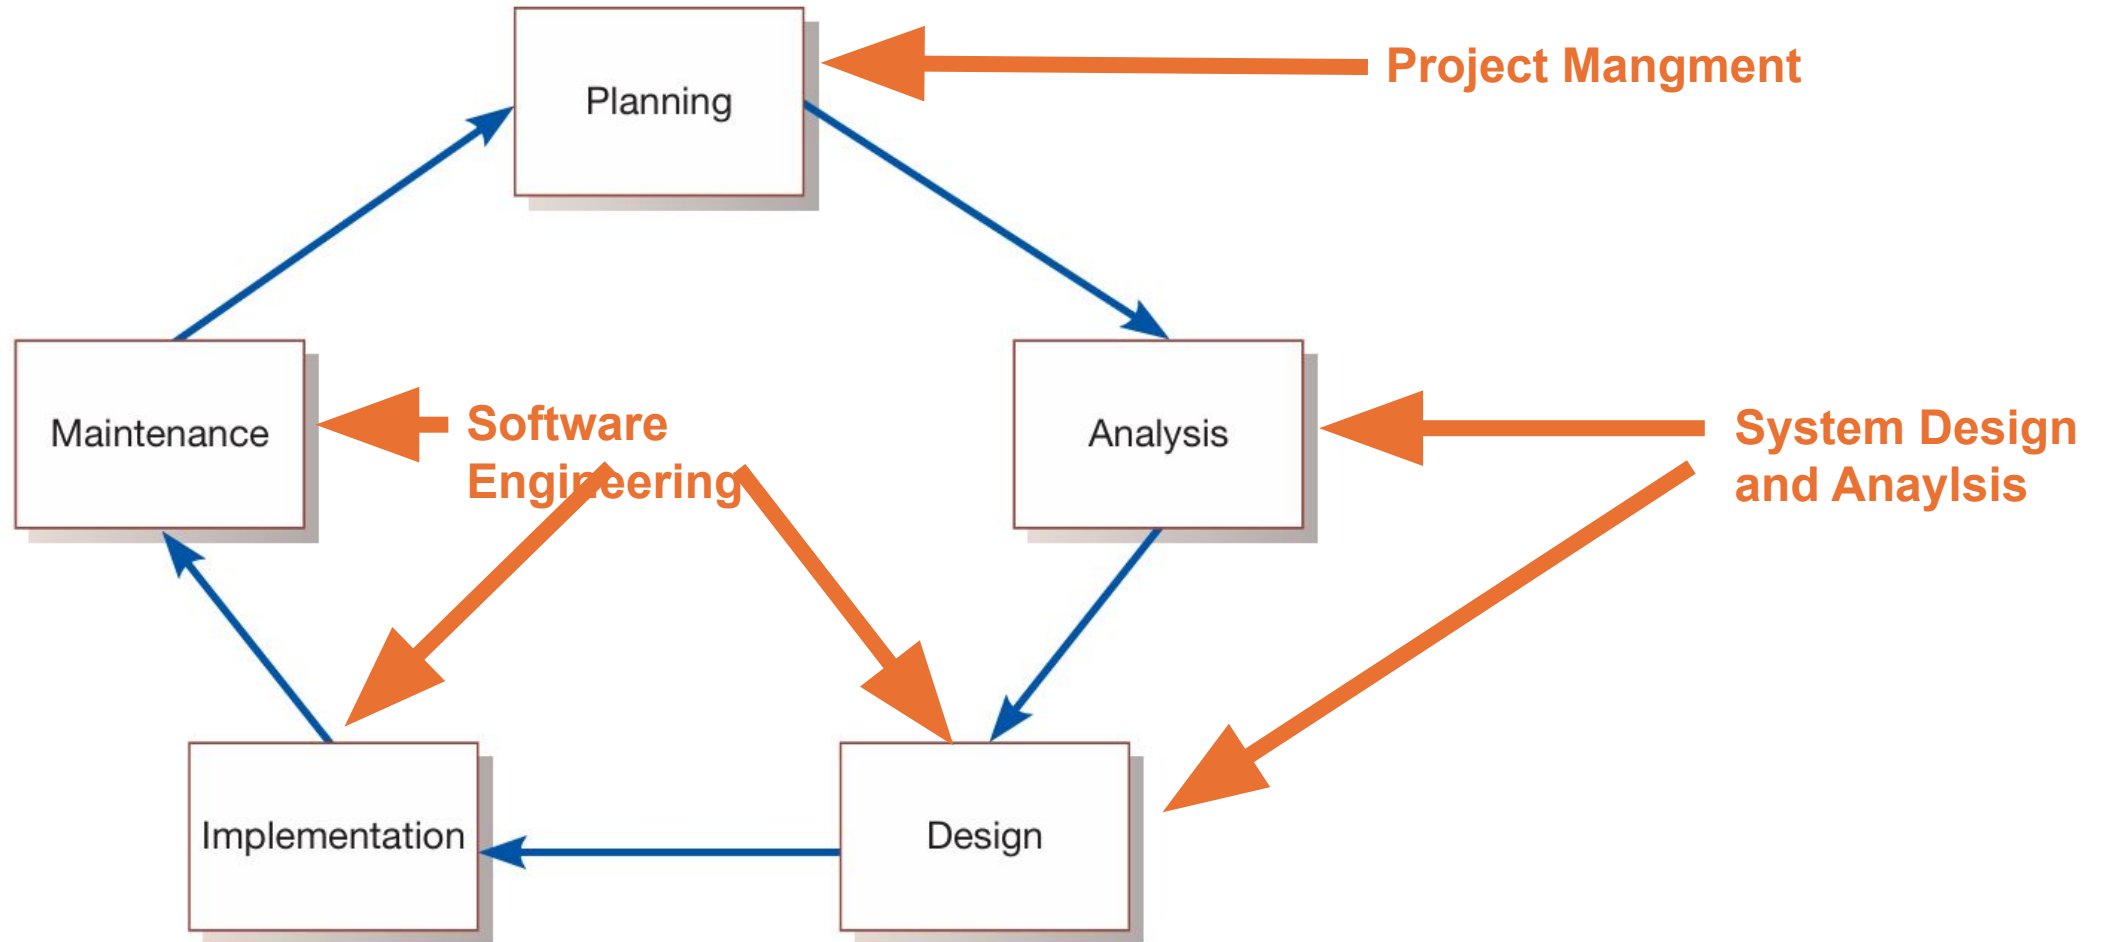 Planning
Project Mangment
Maintenance
Software
Engineering
Analysis
System Design
and Anaylsis
Implementation
Design